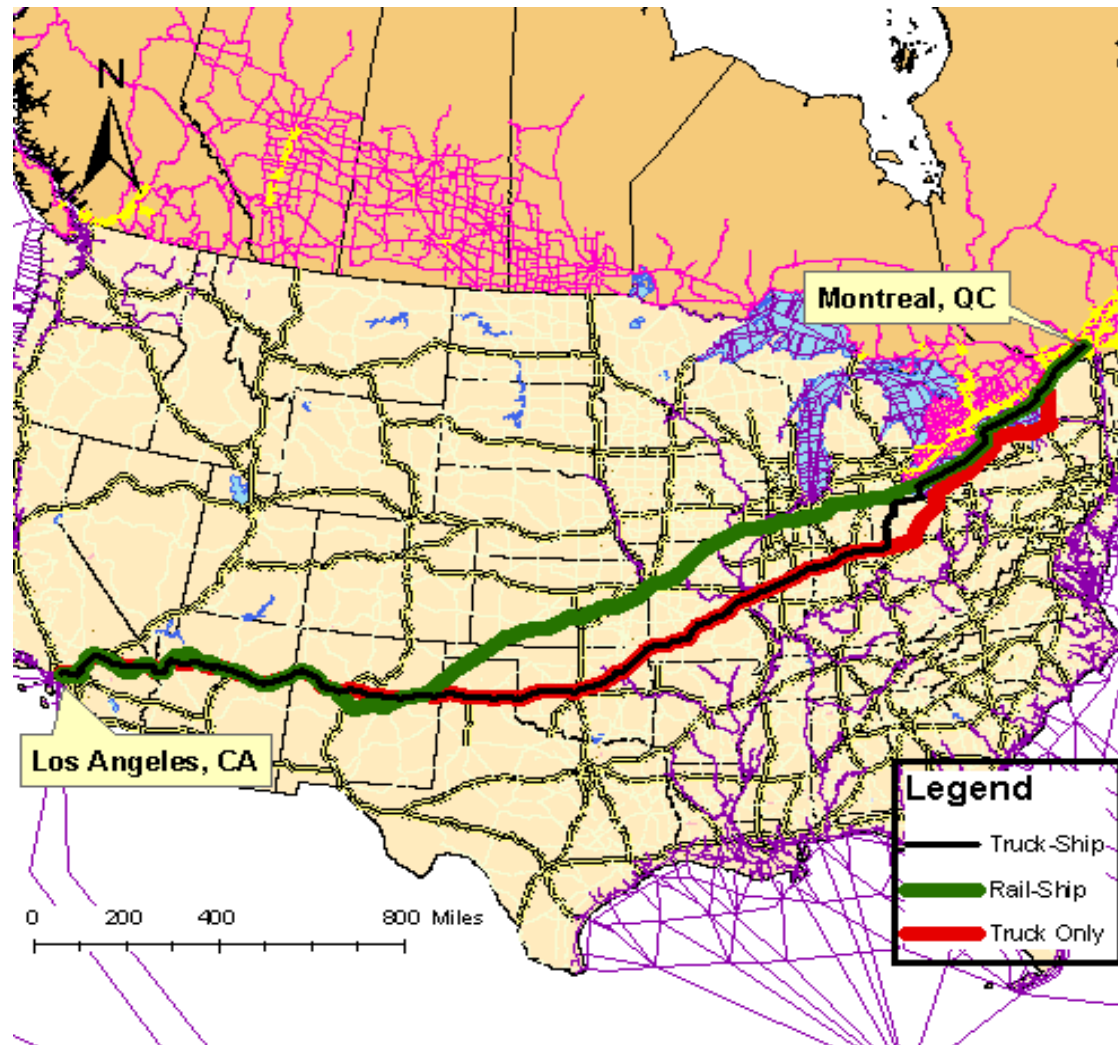 N
Montreal, QC
Los Angeles, CA
Legend
Truck-Ship
Rail-Ship
Truck Only
0 200 400 800 Miles